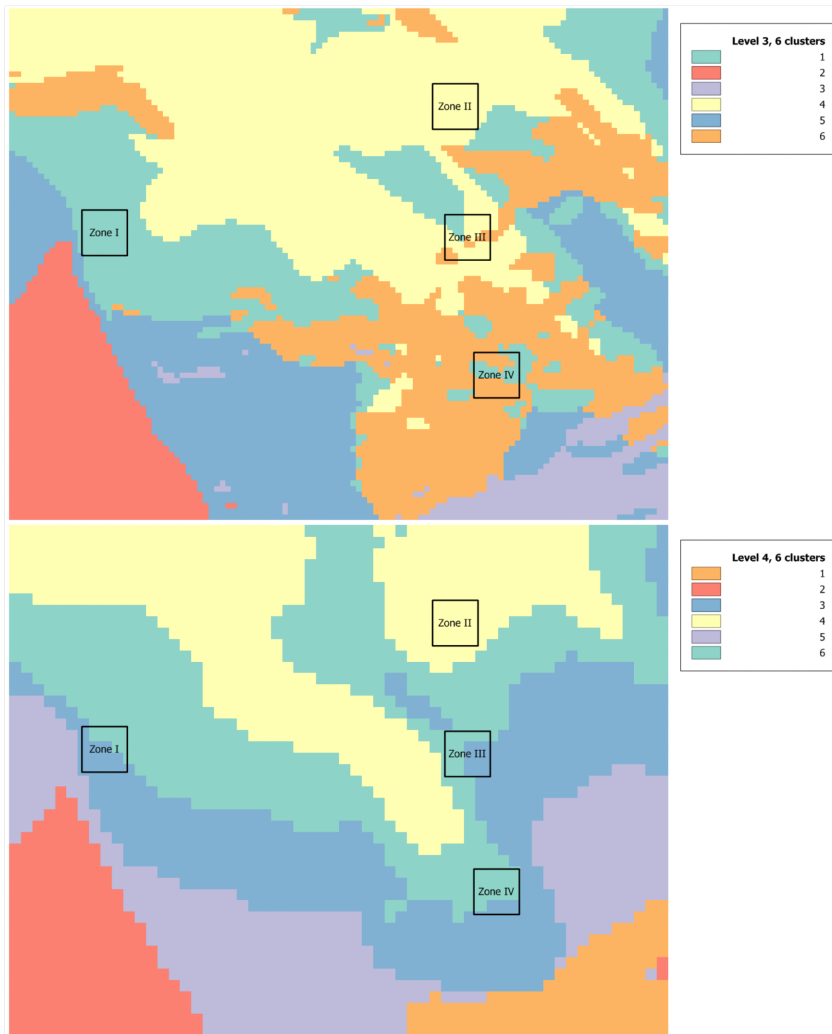 Level 3, 6 clusters
1
2
3
4
5
6
Zone II
Zone I
Zone III
Zone IV
Level 4, 6 clusters
1
2
3
4
5
6
Zone II
Zone I
Zone III
Zone IV